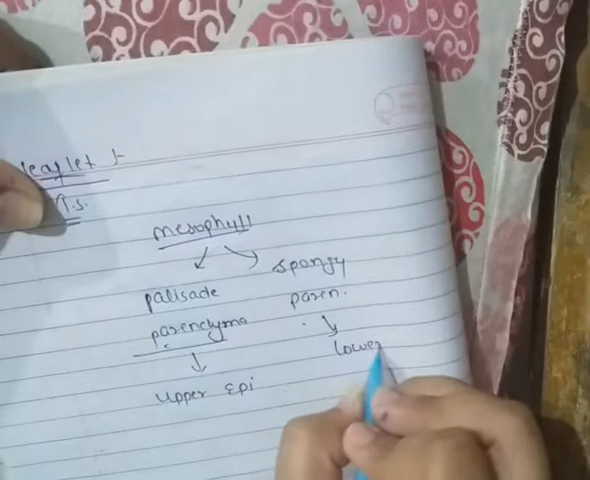 leaflet
T.S.
mesophyll
palisade
parenchyma
upper Epi
spongy
paren.
lower